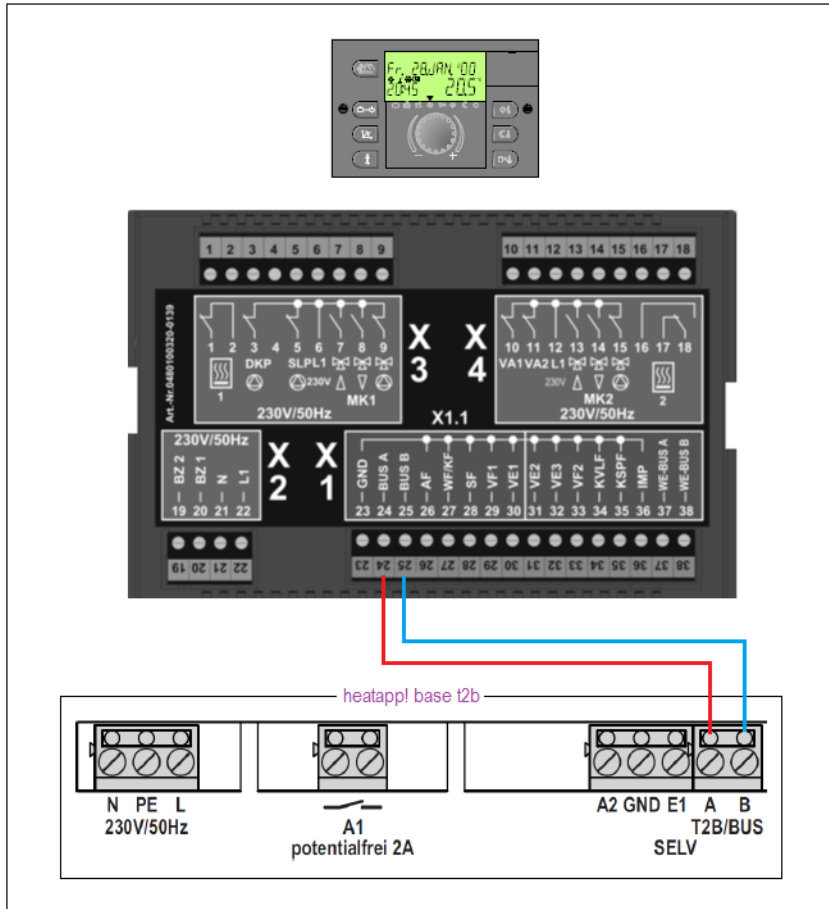 Fr. 28.JAN.'00
20:45 20.5°
− +
1 2 3 4 5 6 7 8 9
10 11 12 13 14 15 16 17 18
Art.-Nr.0480100320-0139
1 2 3 4 5 6 7 8 9
DKP SLP L1
1 230V
MK1
230V/50Hz
X 3
X 4
10 11 12 13 14 15 16 17 18
VA1 VA2 L1
230V
MK2 2
230V/50Hz
X1.1
230V/50Hz
BZ 2 BZ 1 N L1
19 20 21 22
X 2
X 1
GND BUS A BUS B AF WF/KF SF VF1 VE1 VE2 VE3 VF2 KVLF KSPF IMP WE-BUS A WE-BUS B
23 24 25 26 27 28 29 30 31 32 33 34 35 36 37 38
19 20 21 22
23 24 25 26 27 28 29 30 31 32 33 34 35 36 37 38
heatapp! base t2b
N PE L
230V/50Hz
A1
potentialfrei 2A
A2 GND E1 A B
T2B/BUS
SELV